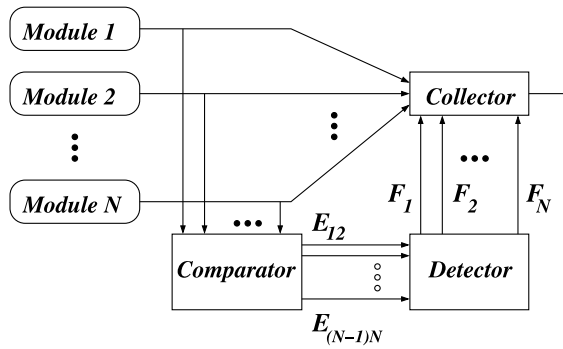 Module 1
Module 2
Collector
Module N
F1
F2
FN
E12
Comparator
Detector
E(N−1)N